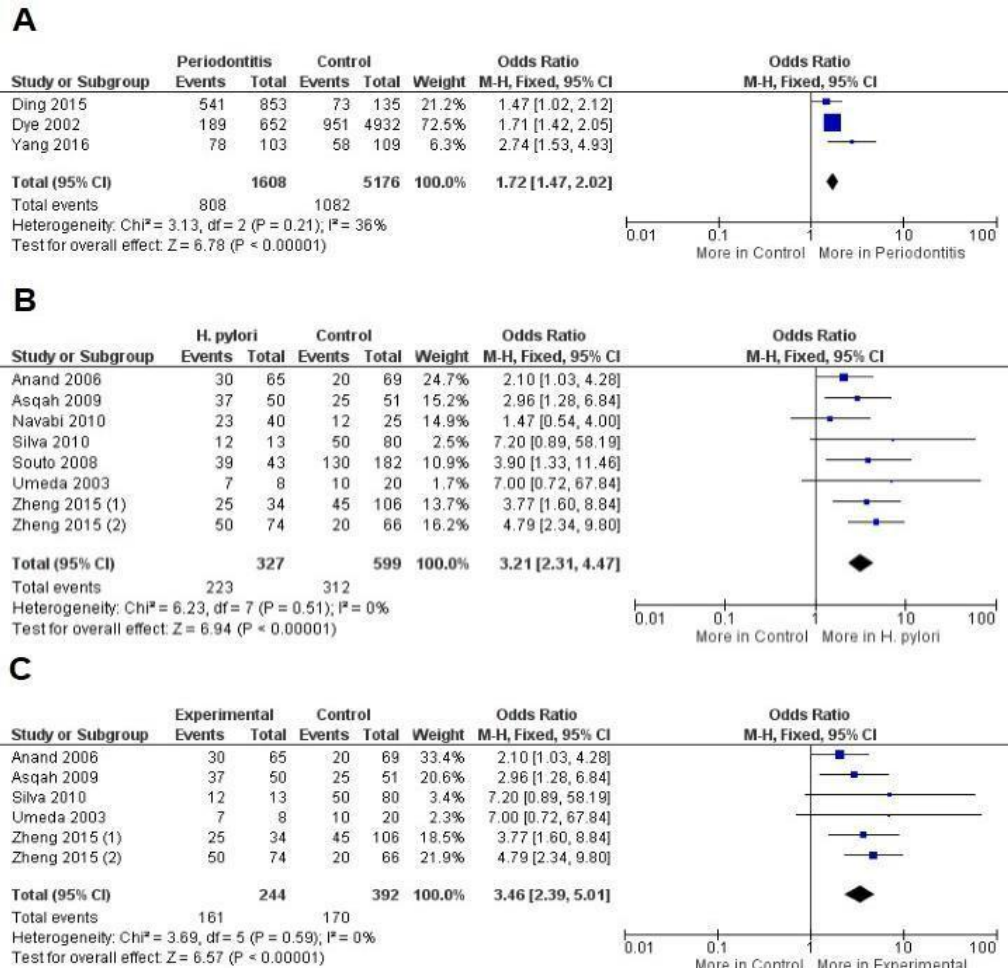 A
Periodontitis Control Odds Ratio Odds Ratio
Study or Subgroup Events Total Events Total Weight M-H, Fixed, 95% CI M-H, Fixed, 95% CI
Ding 2015 541 853 73 135 21.2% 1.47 [1.02, 2.12]
Dye 2002 189 652 951 4932 72.5% 1.71 [1.42, 2.05]
Yang 2016 78 103 58 109 6.3% 2.74 [1.53, 4.93]
Total (95% CI) 1608 5176 100.0% 1.72 [1.47, 2.02]
Total events 808 1082
Heterogeneity: Chi² = 3.13, df = 2 (P = 0.21); I² = 36%
Test for overall effect: Z = 6.78 (P < 0.00001)
0.01 0.1 1 10 100
More in Control More in Periodontitis
B
H. pylori Control Odds Ratio Odds Ratio
Study or Subgroup Events Total Events Total Weight M-H, Fixed, 95% CI M-H, Fixed, 95% CI
Anand 2006 30 65 20 69 24.7% 2.10 [1.03, 4.28]
Asqah 2009 37 50 25 51 15.2% 2.96 [1.28, 6.84]
Navabi 2010 23 40 12 25 14.9% 1.47 [0.54, 4.00]
Silva 2010 12 13 50 80 2.5% 7.20 [0.89, 58.19]
Souto 2008 39 43 130 182 10.9% 3.90 [1.33, 11.46]
Umeda 2003 7 8 10 20 1.7% 7.00 [0.72, 67.84]
Zheng 2015 (1) 25 34 45 106 13.7% 3.77 [1.60, 8.84]
Zheng 2015 (2) 50 74 20 66 16.2% 4.79 [2.34, 9.80]
Total (95% CI) 327 599 100.0% 3.21 [2.31, 4.47]
Total events 223 312
Heterogeneity: Chi² = 6.23, df = 7 (P = 0.51); I² = 0%
Test for overall effect: Z = 6.94 (P < 0.00001)
0.01 0.1 1 10 100
More in Control More in H. pylori
C
Experimental Control Odds Ratio Odds Ratio
Study or Subgroup Events Total Events Total Weight M-H, Fixed, 95% CI M-H, Fixed, 95% CI
Anand 2006 30 65 20 69 33.4% 2.10 [1.03, 4.28]
Asqah 2009 37 50 25 51 20.6% 2.96 [1.28, 6.84]
Silva 2010 12 13 50 80 3.4% 7.20 [0.89, 58.19]
Umeda 2003 7 8 10 20 2.3% 7.00 [0.72, 67.84]
Zheng 2015 (1) 25 34 45 106 18.5% 3.77 [1.60, 8.84]
Zheng 2015 (2) 50 74 20 66 21.9% 4.79 [2.34, 9.80]
Total (95% CI) 244 392 100.0% 3.46 [2.39, 5.01]
Total events 161 170
Heterogeneity: Chi² = 3.69, df = 5 (P = 0.59); I² = 0%
Test for overall effect: Z = 6.57 (P < 0.00001)
0.01 0.1 1 10 100
More in Control More in Experimental